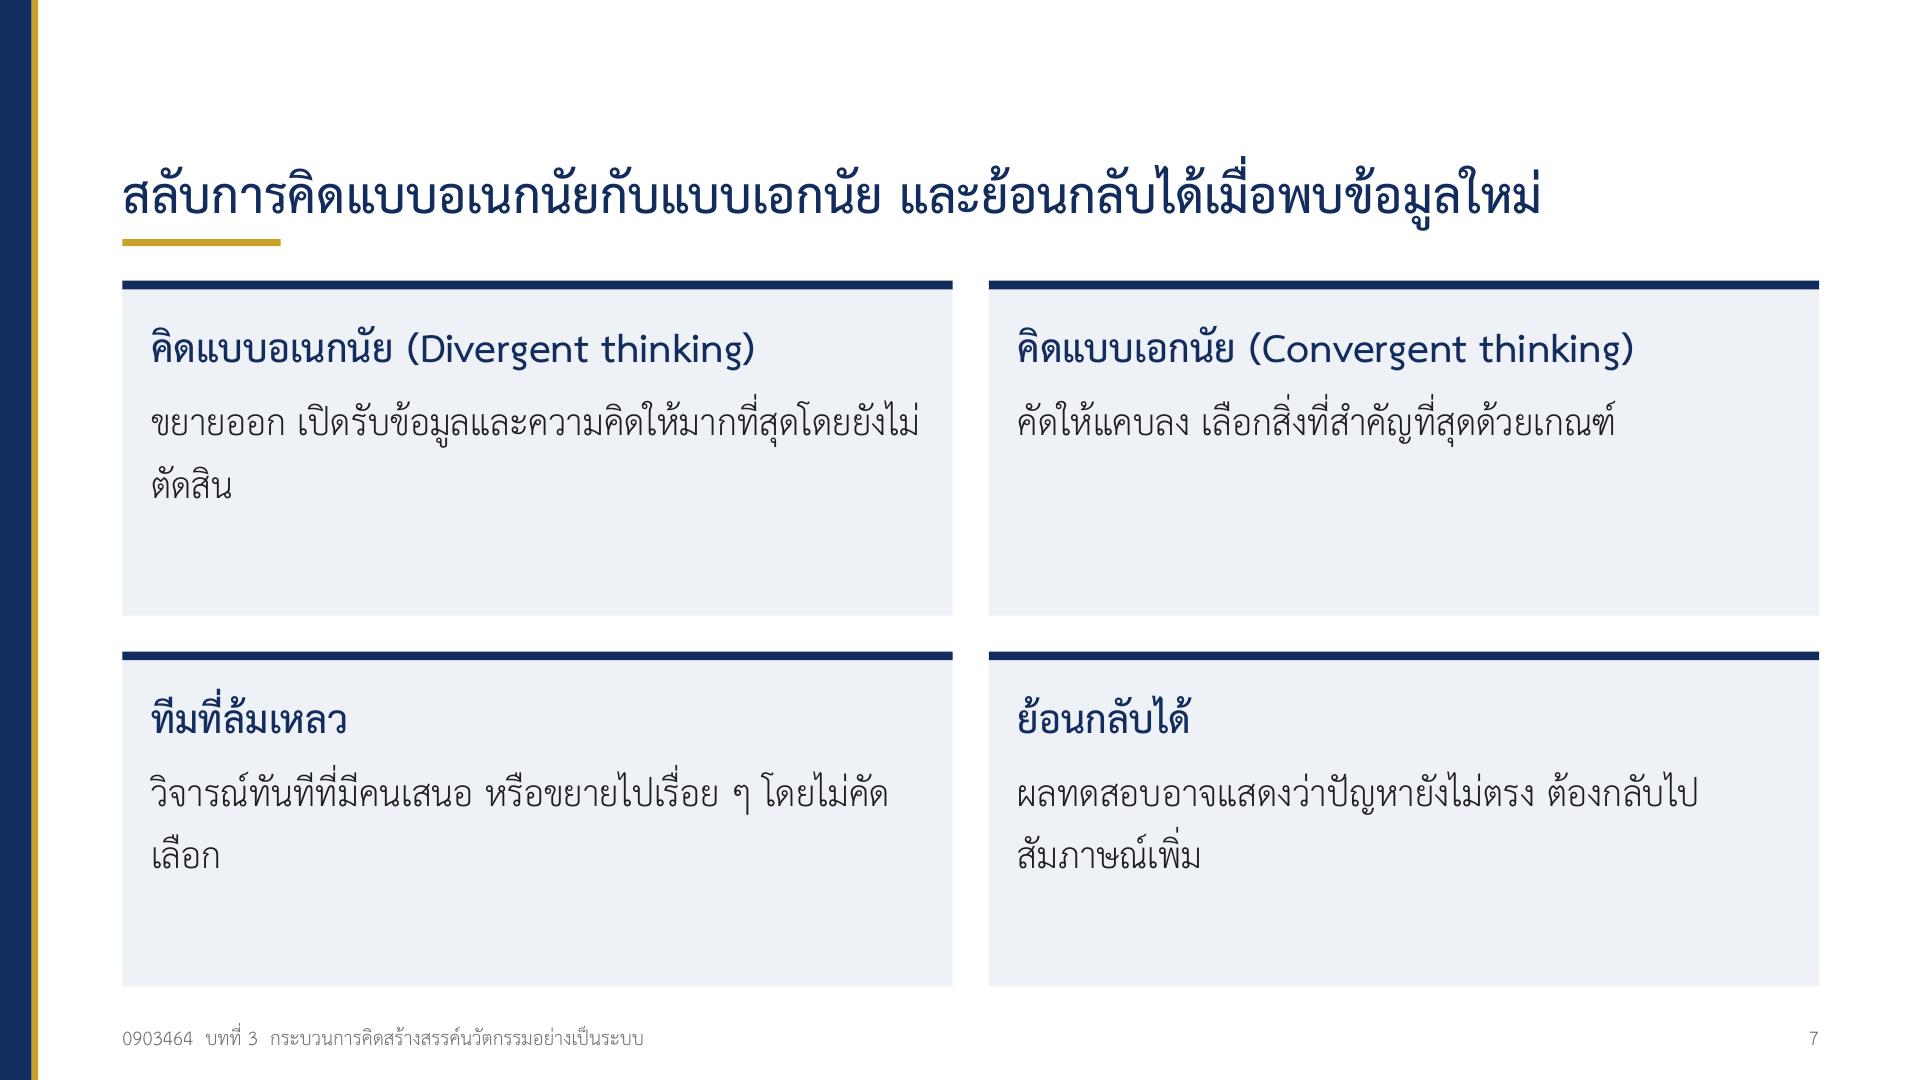 สลับการคิดแบบอเนกนัยกับแบบเอกนัย และย้อนกลับได้เมื่อพบข้อมูลใหม่
คิดแบบอเนกนัย (Divergent thinking)
ขยายออก เปิดรับข้อมูลและความคิดให้มากที่สุดโดยยังไม่
ตัดสิน
คิดแบบเอกนัย (Convergent thinking)
คัดให้แคบลง เลือกสิ่งที่สำคัญที่สุดด้วยเกณฑ์
ทีมที่ล้มเหลว
วิจารณ์ทันทีที่มีคนเสนอ หรือขยายไปเรื่อย ๆ โดยไม่คัด
เลือก
ย้อนกลับได้
ผลทดสอบอาจแสดงว่าปัญหายังไม่ตรง ต้องกลับไป
สัมภาษณ์เพิ่ม
0903464 บทที่ 3 กระบวนการคิดสร้างสรรค์นวัตกรรมอย่างเป็นระบบ
7